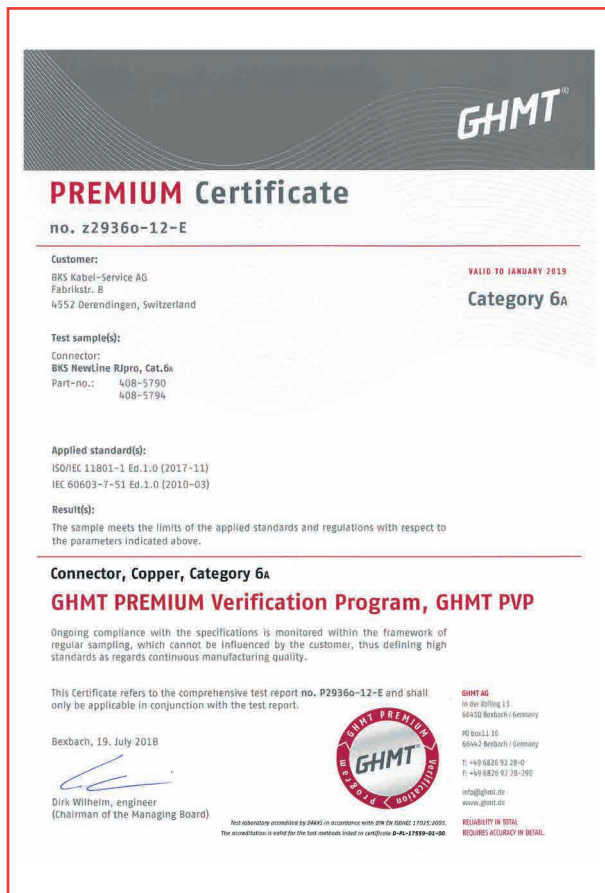 GHMT®
PREMIUM Certificate
no. z2936o-12-E
Customer:
BKS Kabel-Service AG
Fabrikstr. 8
4552 Derendingen, Switzerland
VALID TO JANUARY 2019
Category 6A
Test sample(s):
Connector:
BKS NewLine RJpro, Cat.6A
Part-no.: 408-5790
408-5794
Applied standard(s):
ISO/IEC 11801-1 Ed.1.0 (2017-11)
IEC 60603-7-51 Ed.1.0 (2010-03)
Result(s):
The sample meets the limits of the applied standards and regulations with respect to
the parameters indicated above.
Connector, Copper, Category 6A
GHMT PREMIUM Verification Program, GHMT PVP
Ongoing compliance with the specifications is monitored within the framework of
regular sampling, which cannot be influenced by the customer, thus defining high
standards as regards continuous manufacturing quality.
This Certificate refers to the comprehensive test report no. P2936o-12-E and shall
only be applicable in conjunction with the test report.
Bexbach, 19. July 2018
Dirk Wilhelm, engineer
(Chairman of the Managing Board)
GHMT PREMIUM
GHMT
Verification Program
GHMT AG
In der Kolling 13
66450 Bexbach / Germany
PO box 11 16
66442 Bexbach / Germany
T: +49 6826 92 28-0
F: +49 6826 92 28-290
info@ghmt.de
www.ghmt.de
RELIABILITY IN TOTAL
REQUIRES ACCURACY IN DETAIL.
Test laboratory accredited by DAkkS in accordance with DIN EN ISO/IEC 17025:2005.
The accreditation is valid for the test methods listed in certificate D-PL-17559-01-00.